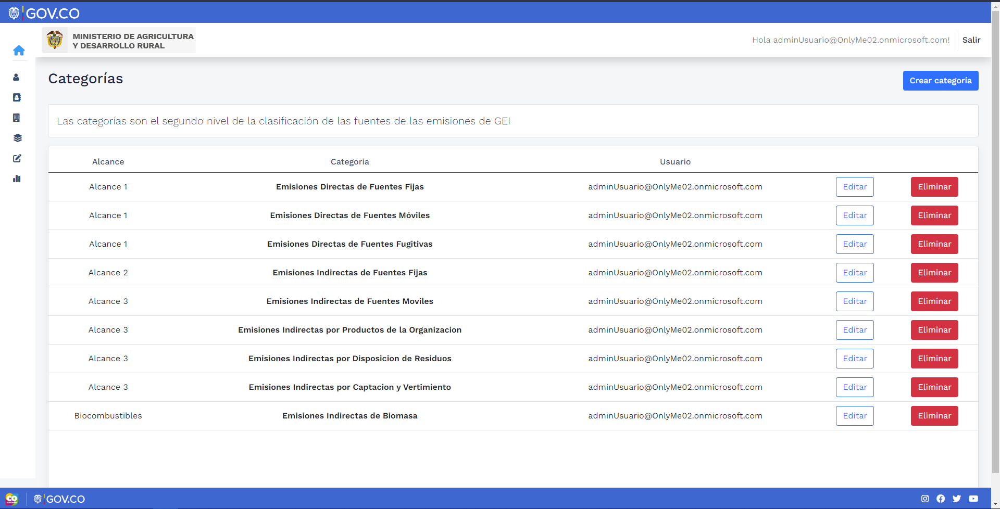 GOV.CO
MINISTERIO DE AGRICULTURA
Y DESARROLLO RURAL
Hola adminUsuario@OnlyMe02.onmicrosoft.com!
Salir
Categorías
Crear categoría
Las categorías son el segundo nivel de la clasificación de las fuentes de las emisiones de GEI
Alcance Categoria Usuario
Alcance 1 Emisiones Directas de Fuentes Fijas adminUsuario@OnlyMe02.onmicrosoft.com Editar Eliminar
Alcance 1 Emisiones Directas de Fuentes Móviles adminUsuario@OnlyMe02.onmicrosoft.com Editar Eliminar
Alcance 1 Emisiones Directas de Fuentes Fugitivas adminUsuario@OnlyMe02.onmicrosoft.com Editar Eliminar
Alcance 2 Emisiones Indirectas de Fuentes Fijas adminUsuario@OnlyMe02.onmicrosoft.com Editar Eliminar
Alcance 3 Emisiones Indirectas de Fuentes Moviles adminUsuario@OnlyMe02.onmicrosoft.com Editar Eliminar
Alcance 3 Emisiones Indirectas por Productos de la Organizacion adminUsuario@OnlyMe02.onmicrosoft.com Editar Eliminar
Alcance 3 Emisiones Indirectas por Disposicion de Residuos adminUsuario@OnlyMe02.onmicrosoft.com Editar Eliminar
Alcance 3 Emisiones Indirectas por Captacion y Vertimiento adminUsuario@OnlyMe02.onmicrosoft.com Editar Eliminar
Biocombustibles Emisiones Indirectas de Biomasa adminUsuario@OnlyMe02.onmicrosoft.com Editar Eliminar
CO
GOV.CO